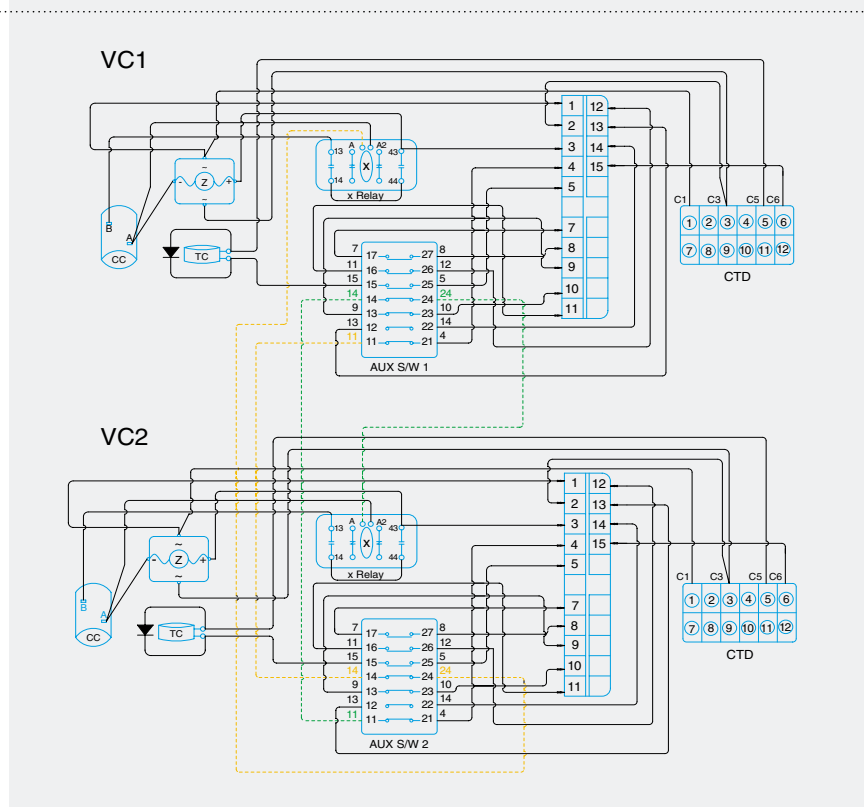 VC1
1 12
2 13
3 14
4 15
5
7
8
9
10
11
13 A A2 43
X
14 44
x Relay
− Z +
~
B A
CC
TC
C1 C3 C5 C6
1 2 3 4 5 6
7 8 9 10 11 12
CTD
7 17 27 8
11 16 26 12
15 15 25 5
14 14 24 24
9 13 23 10
13 12 22 14
11 11 21 4
AUX S/W 1
VC2
1 12
2 13
3 14
4 15
5
7
8
9
10
11
13 A A2 43
X
14 44
x Relay
~
- Z +
~
B A
CC
TC
C1 C3 C5 C6
1 2 3 4 5 6
7 8 9 10 11 12
CTD
7 17 27 8
11 16 26 12
15 15 25 5
14 14 24 24
9 13 23 10
13 12 22 14
11 11 21 4
AUX S/W 2